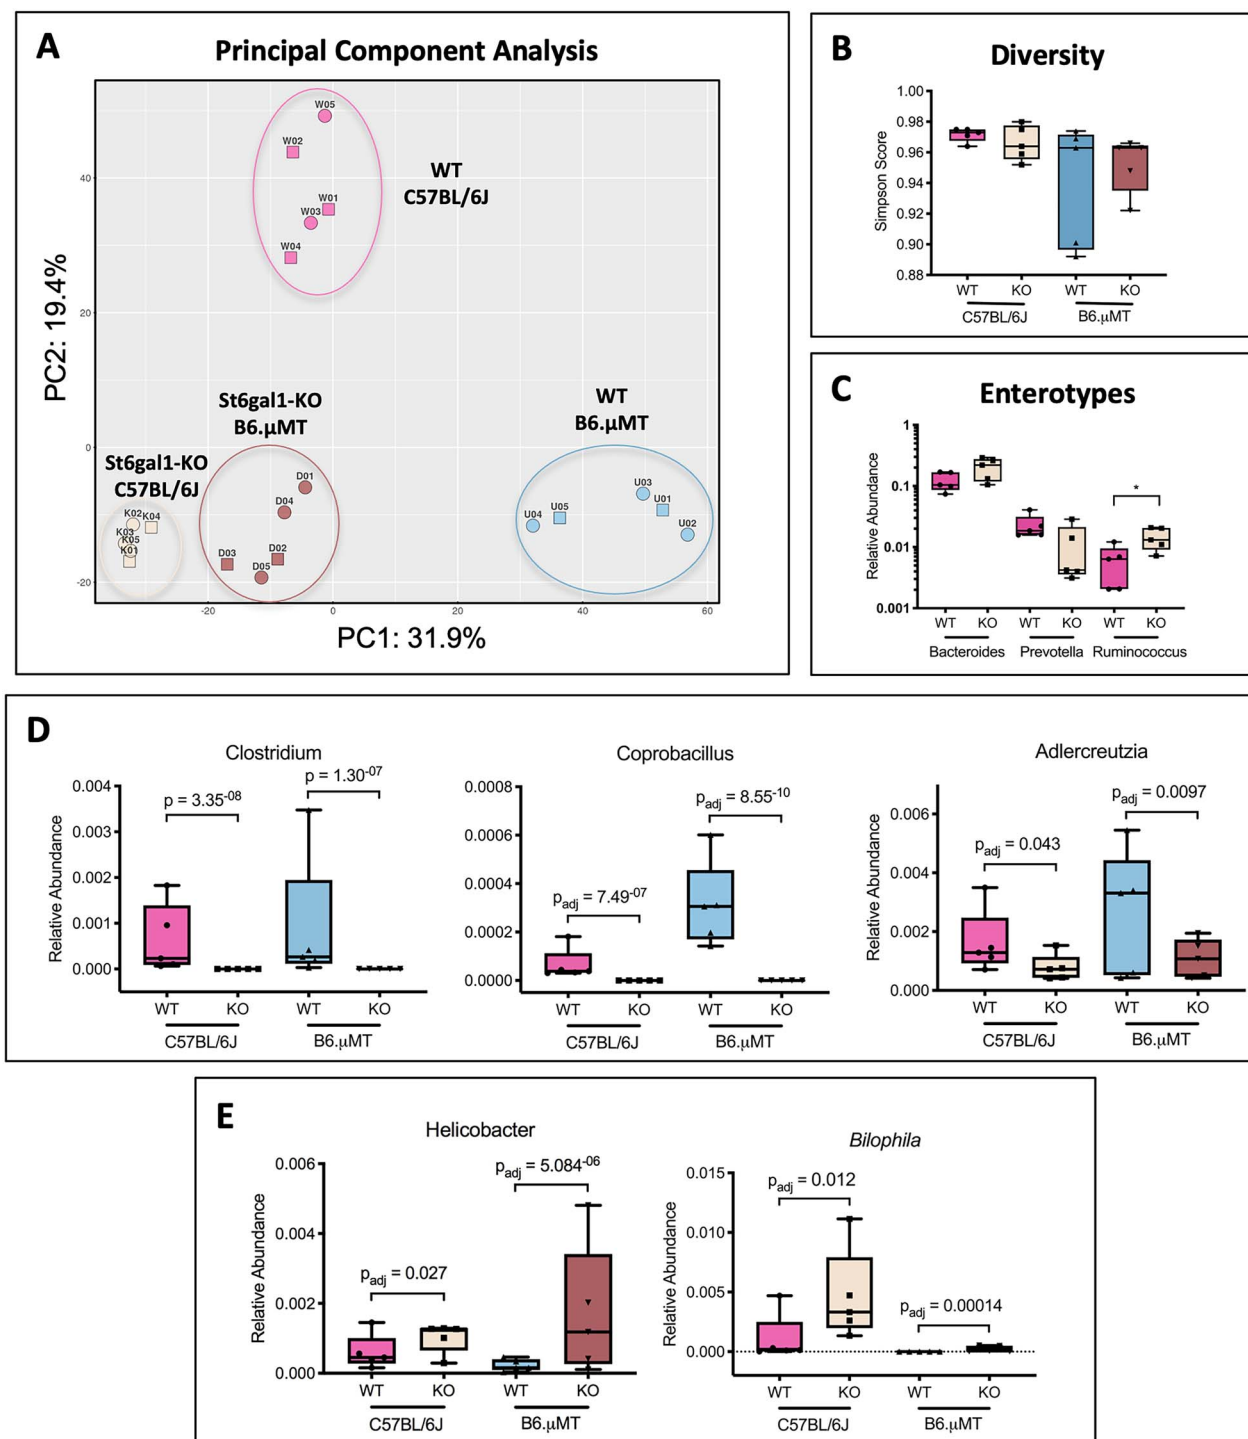 A
Principal Component Analysis
W05
W02
W01
W03
W04
WT
C57BL/6J
PC2: 19.4%
40
20
0
-20
St6gal1-KO
C57BL/6J
K02
K04
K03
K05
K01
St6gal1-KO
B6.μMT
D01
D04
D03
D02
D05
WT
B6.μMT
U03
U01
U04
U05
U02
-20
0
20
40
60
PC1: 31.9%
B
Diversity
Simpson Score
1.00
0.98
0.96
0.94
0.92
0.90
0.88
WT KO WT KO
C57BL/6J B6.μMT
C
Enterotypes
Relative Abundance
1
0.1
0.01
0.001
*
WT KO WT KO WT KO
Bacteroides Prevotella Ruminococcus
D
Clostridium
Relative Abundance
0.004
0.003
0.002
0.001
0.000
p = 3.35-08
p = 1.30-07
WT KO WT KO
C57BL/6J B6.μMT
Coprobacillus
Relative Abundance
0.0008
0.0006
0.0004
0.0002
0.0000
padj = 7.49-07
padj = 8.55-10
WT KO WT KO
C57BL/6J B6.μMT
Adlercreutzia
Relative Abundance
0.006
0.004
0.002
0.000
padj = 0.043
padj = 0.0097
WT KO WT KO
C57BL/6J B6.μMT
E
Helicobacter
Relative Abundance
0.006
0.004
0.002
0.000
padj = 0.027
padj = 5.084-06
WT KO WT KO
C57BL/6J B6.μMT
Bilophila
Relative Abundance
0.015
0.010
0.005
0.000
padj = 0.012
padj = 0.00014
WT KO WT KO
C57BL/6J B6.μMT